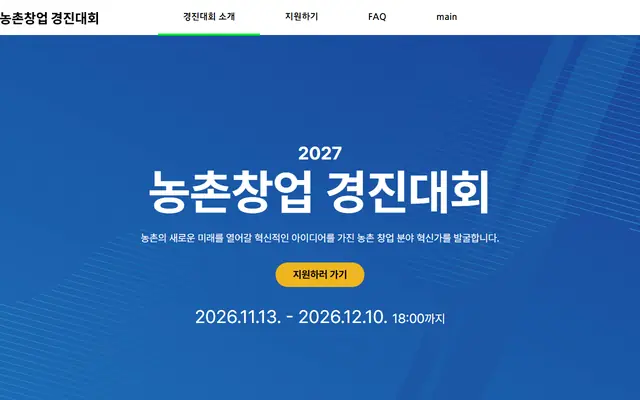 농촌창업 경진대회
경진대회 소개 지원하기 FAQ main
2027
농촌창업 경진대회
농촌의 새로운 미래를 열어갈 혁신적인 아이디어를 가진 농촌 창업 분야 혁신가를 발굴합니다.
지원하러 가기
2026.11.13. - 2026.12.10. 18:00까지